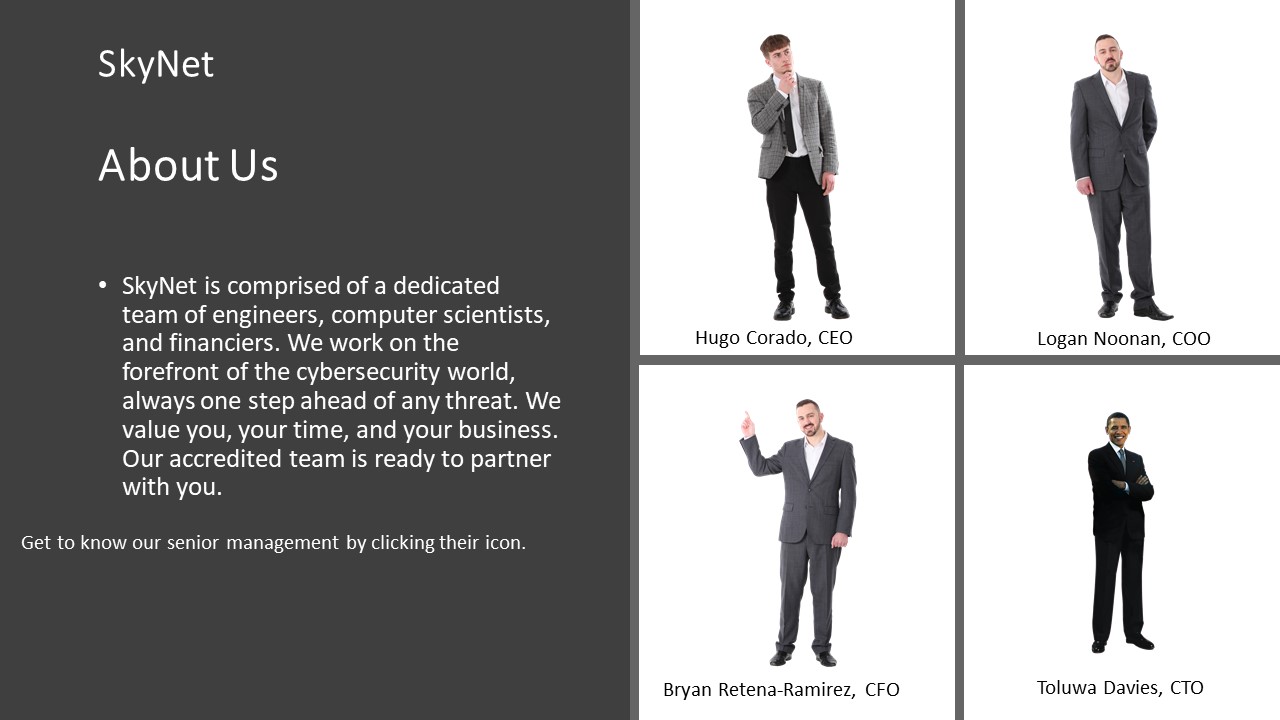 SkyNet
About Us
• SkyNet is comprised of a dedicated
team of engineers, computer scientists,
and financiers. We work on the
forefront of the cybersecurity world,
always one step ahead of any threat. We
value you, your time, and your business.
Our accredited team is ready to partner
with you.
Get to know our senior management by clicking their icon.
Hugo Corado, CEO
Logan Noonan, COO
Bryan Retena-Ramirez, CFO
Toluwa Davies, CTO